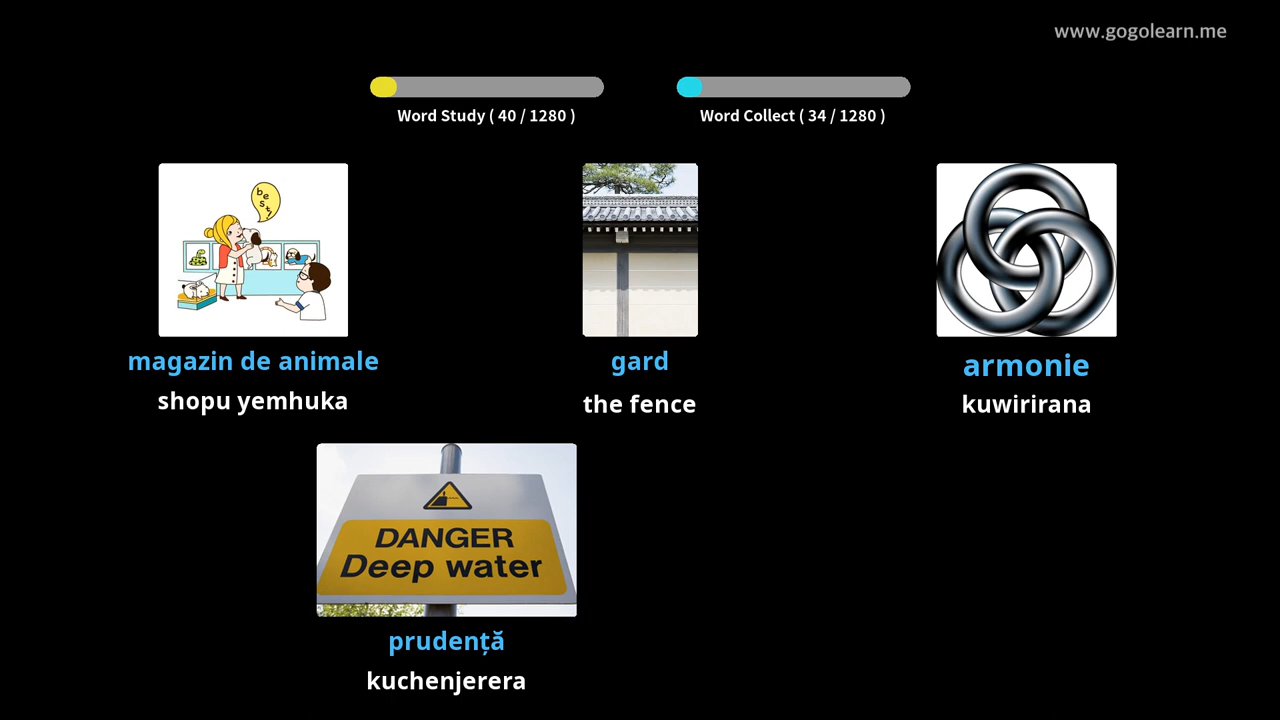 www.gogolearn.me
Word Study ( 40 / 1280 )
Word Collect ( 34 / 1280 )
best!
magazin de animale
gard
armonie
shopu yemhuka
the fence
kuwirirana
DANGER
Deep water
prudență
kuchenjerera